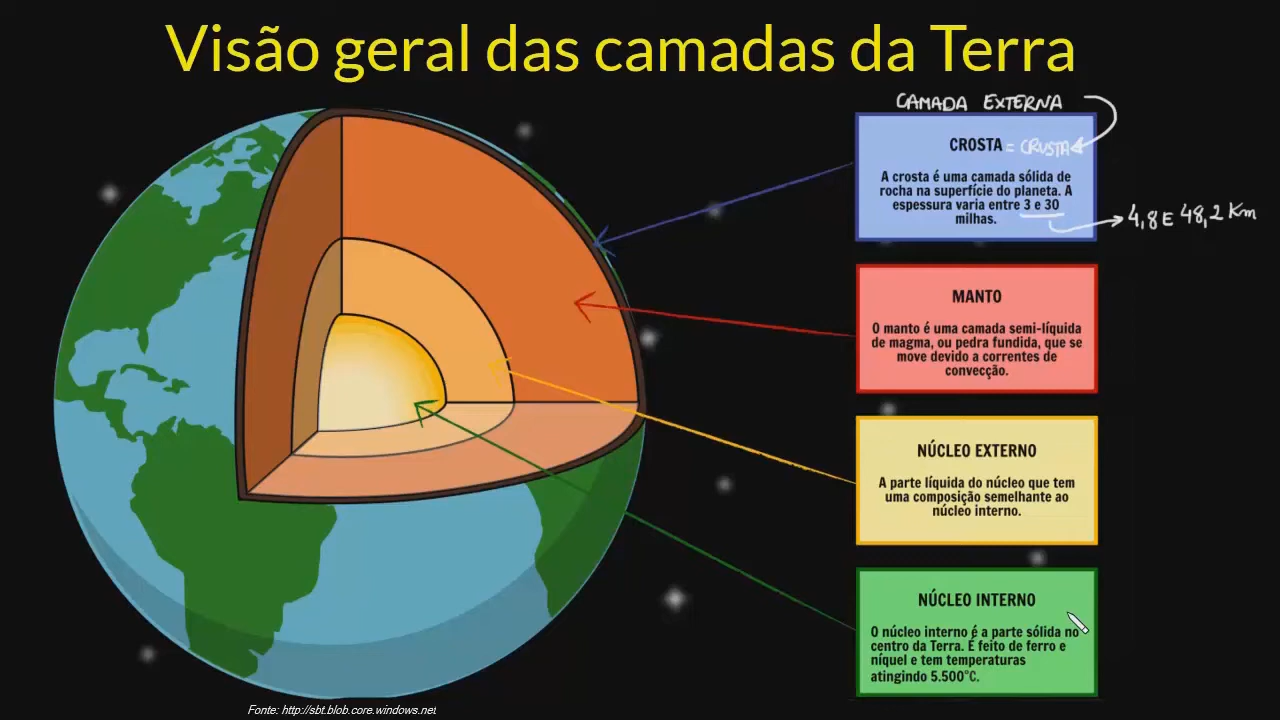 Visão geral das camadas da Terra
CAMADA EXTERNA
CROSTA = CRUSTA
A crosta é uma camada sólida de
rocha na superfície do planeta. A
espessura varia entre 3 e 30
milhas.
4,8 E 48,2 Km
MANTO
O manto é uma camada semi-líquida
de magma, ou pedra fundida, que se
move devido a correntes de
convecção.
NÚCLEO EXTERNO
A parte líquida do núcleo que tem
uma composição semelhante ao
núcleo interno.
NÚCLEO INTERNO
O núcleo interno é a parte sólida no
centro da Terra. É feito de ferro e
níquel e tem temperaturas
atingindo 5.500°C.
Fonte: http://sbt.blob.core.windows.net